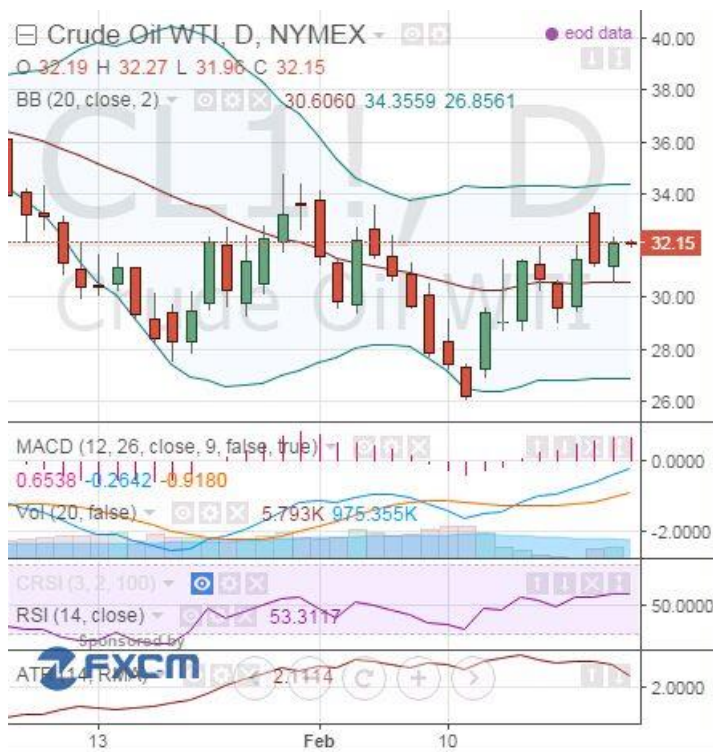 Crude Oil WTI, D, NYMEX
eod data
O 32.19 H 32.27 L 31.96 C 32.15
BB (20, close, 2) 30.6060 34.3559 26.8561
CL1!, D
Crude Oil WTI
40.00
38.00
36.00
34.00
32.15
30.00
28.00
26.00
MACD (12, 26, close, 9, false, true)
0.6538 -0.2642 -0.9180
0.0000
Vol (20, false) 5.793K 975.355K
-2.0000
CRSI (3, 2, 100)
RSI (14, close) 53.3117
50.0000
Sponsored by
FXCM
ATR (14, RMA) 2.1114
2.0000
13 Feb 10